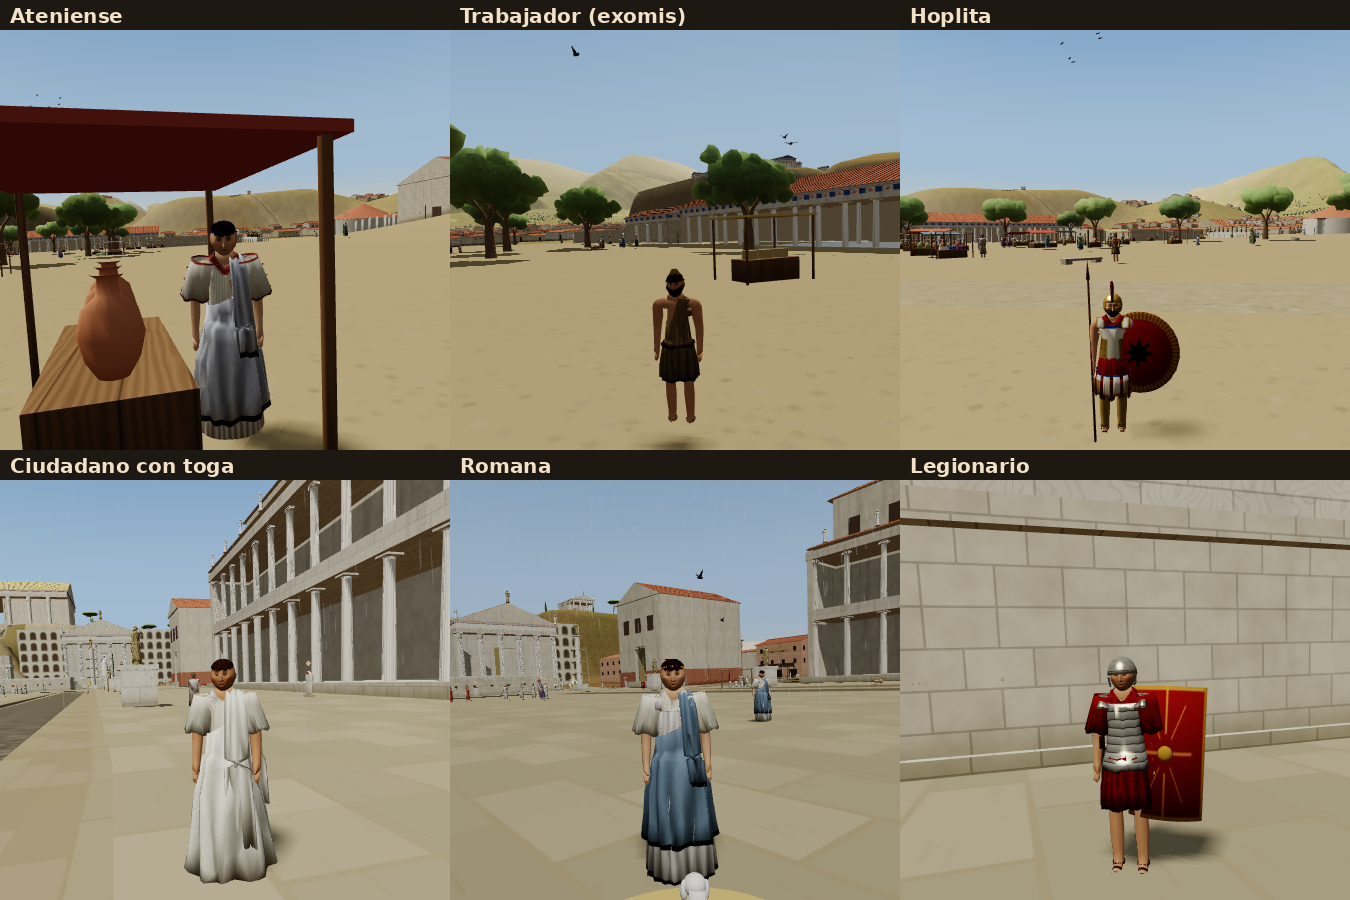 Ateniense
Trabajador (exomis)
Hoplita
Ciudadano con toga
Romana
Legionario